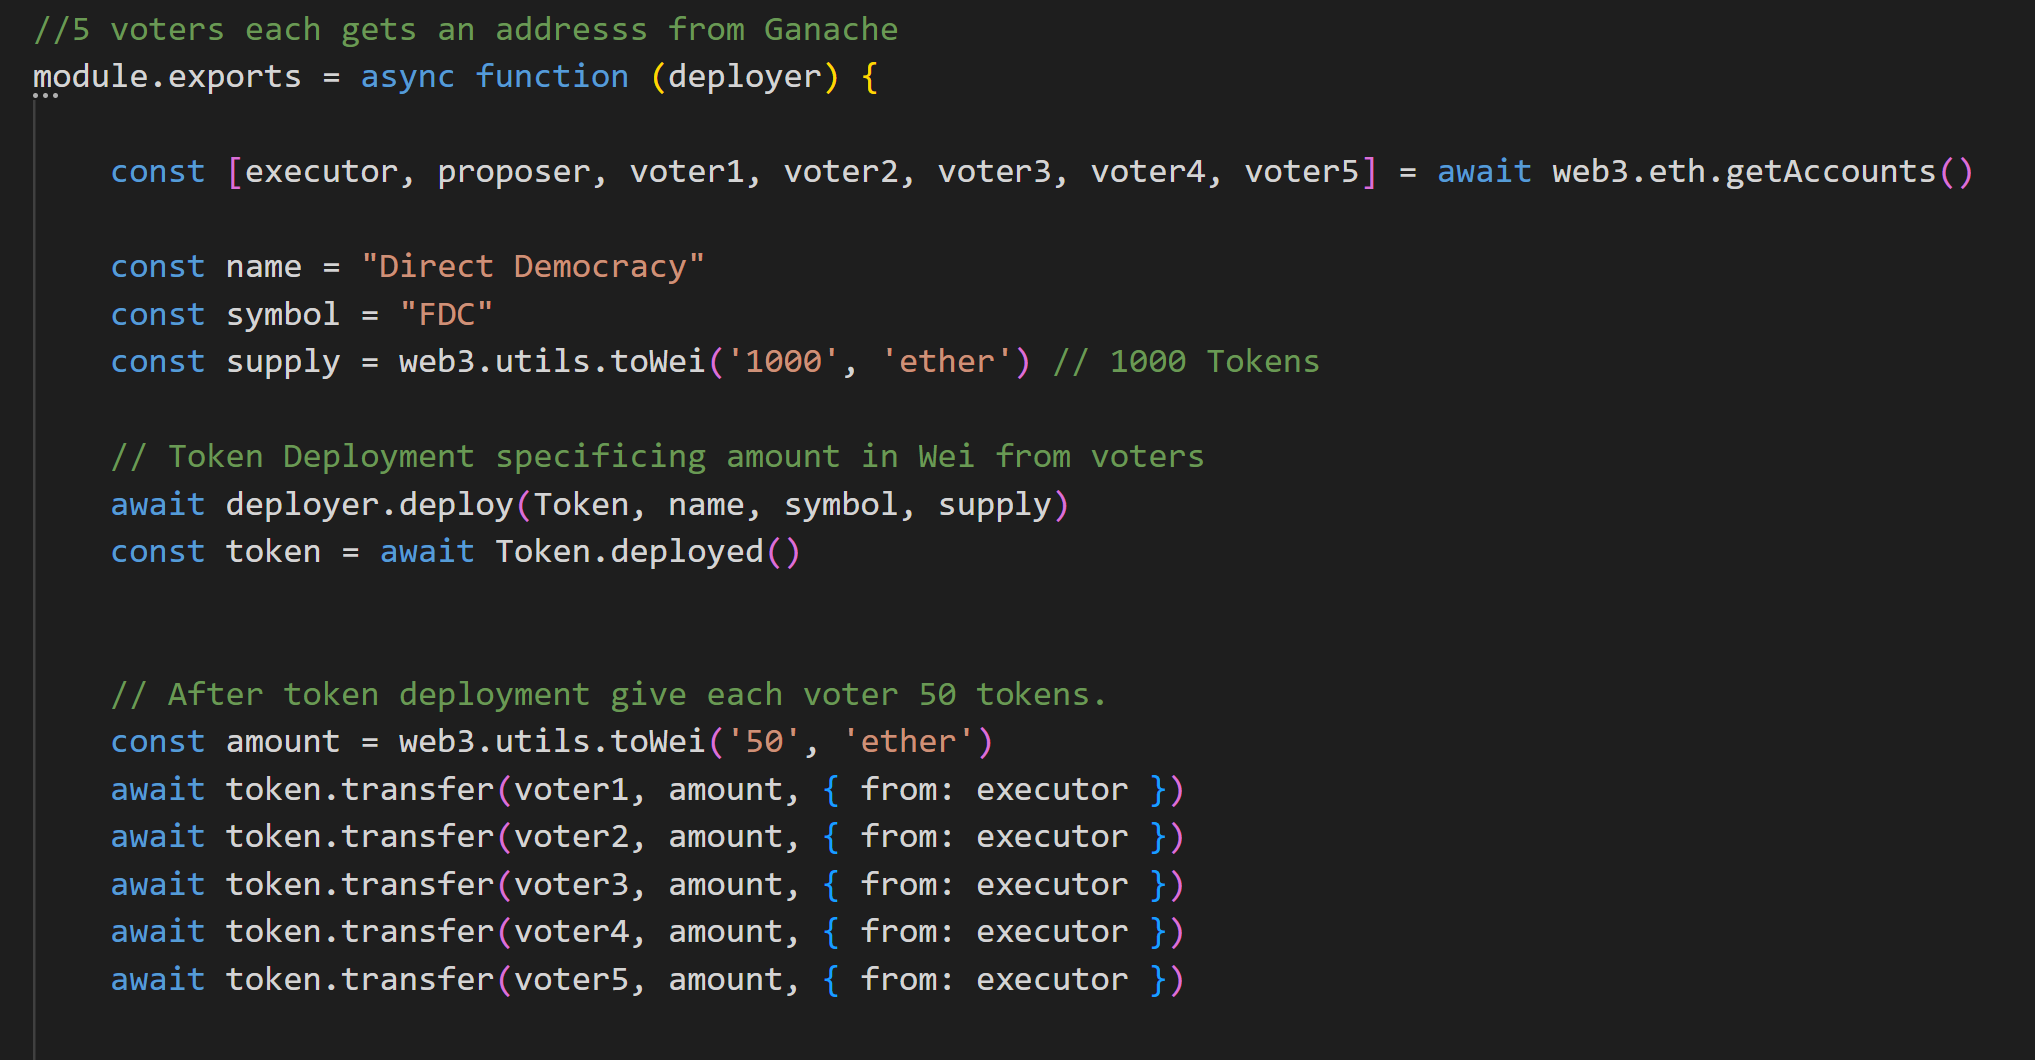 //5 voters each gets an addresss from Ganache
module.exports = async function (deployer) {
const [executor, proposer, voter1, voter2, voter3, voter4, voter5] = await web3.eth.getAccounts()
const name = "Direct Democracy"
const symbol = "FDC"
const supply = web3.utils.toWei('1000', 'ether') // 1000 Tokens
// Token Deployment specificing amount in Wei from voters
await deployer.deploy(Token, name, symbol, supply)
const token = await Token.deployed()
// After token deployment give each voter 50 tokens.
const amount = web3.utils.toWei('50', 'ether')
await token.transfer(voter1, amount, { from: executor })
await token.transfer(voter2, amount, { from: executor })
await token.transfer(voter3, amount, { from: executor })
await token.transfer(voter4, amount, { from: executor })
await token.transfer(voter5, amount, { from: executor })